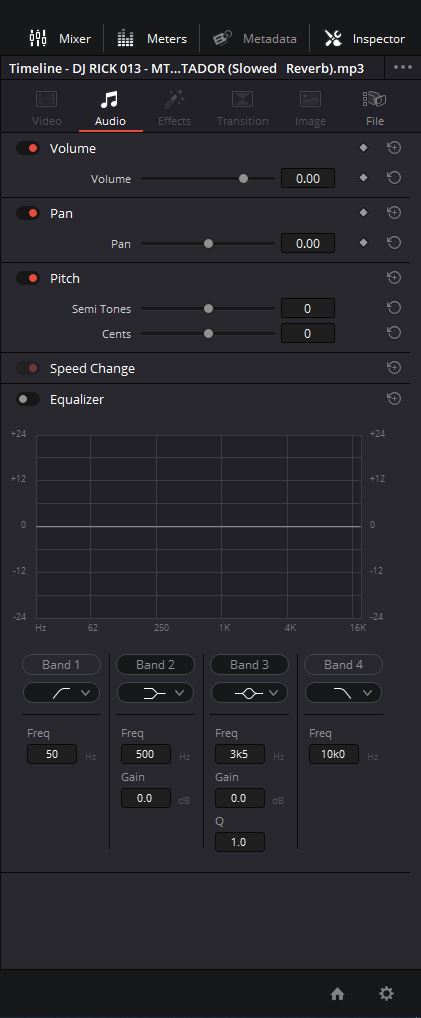 Mixer Meters Metadata Inspector
Timeline - DJ RICK 013 - MT...TADOR (Slowed Reverb).mp3 •••
Video Audio Effects Transition Image File
Volume
Volume 0.00
Pan
Pan 0.00
Pitch
Semi Tones 0
Cents 0
Speed Change
Equalizer
+24 +24
+12 +12
0 0
-12 -12
-24 -24
Hz 62 250 1K 4K 16K
Band 1 Band 2 Band 3 Band 4
Freq Freq Freq Freq
50 Hz 500 Hz 3k5 Hz 10k0 Hz
Gain Gain
0.0 dB 0.0 dB
Q
1.0